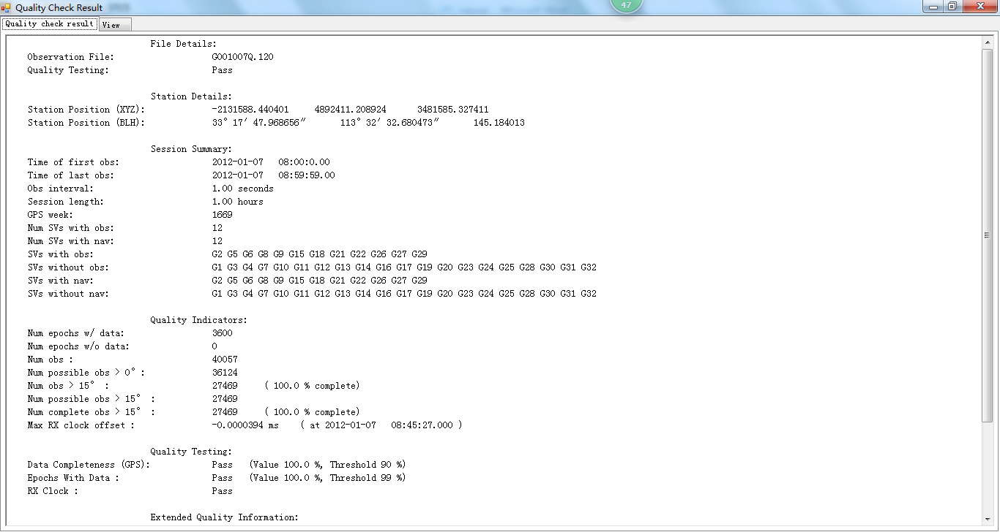 Quality Check Result
47
Quality check result View
File Details:
Observation File: G001007Q.12O
Quality Testing: Pass
Station Details:
Station Position (XYZ): -2131588.440401 4892411.208924 3481585.327411
Station Position (BLH): 33° 17′ 47.968656″ 113° 32′ 32.680473″ 145.184013
Session Summary:
Time of first obs: 2012-01-07 08:00:0.00
Time of last obs: 2012-01-07 08:59:59.00
Obs interval: 1.00 seconds
Session length: 1.00 hours
GPS week: 1669
Num SVs with obs: 12
Num SVs with nav: 12
SVs with obs: G2 G5 G6 G8 G9 G15 G18 G21 G22 G26 G27 G29
SVs without obs: G1 G3 G4 G7 G10 G11 G12 G13 G14 G16 G17 G19 G20 G23 G24 G25 G28 G30 G31 G32
SVs with nav: G2 G5 G6 G8 G9 G15 G18 G21 G22 G26 G27 G29
SVs without nav: G1 G3 G4 G7 G10 G11 G12 G13 G14 G16 G17 G19 G20 G23 G24 G25 G28 G30 G31 G32
Quality Indicators:
Num epochs w/ data: 3600
Num epochs w/o data: 0
Num obs : 40057
Num possible obs > 0° : 36124
Num obs > 15° : 27469 ( 100.0 % complete)
Num possible obs > 15° : 27469
Num complete obs > 15° : 27469 ( 100.0 % complete)
Max RX clock offset : -0.0000394 ms ( at 2012-01-07 08:45:27.000 )
Quality Testing:
Data Completeness (GPS): Pass (Value 100.0 %, Threshold 90 %)
Epochs With Data : Pass (Value 100.0 %, Threshold 99 %)
RX Clock : Pass
Extended Quality Information: